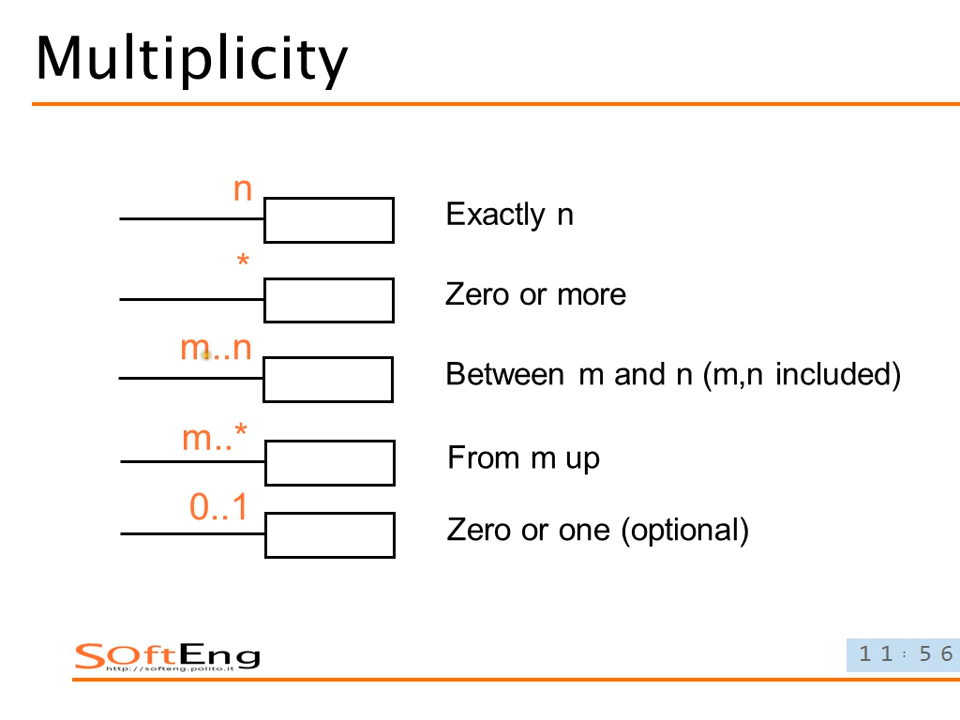 Multiplicity
n
Exactly n
*
Zero or more
m..n
Between m and n (m,n included)
m..*
From m up
0..1
Zero or one (optional)
SOftEng
http://softeng.polito.it
11:56